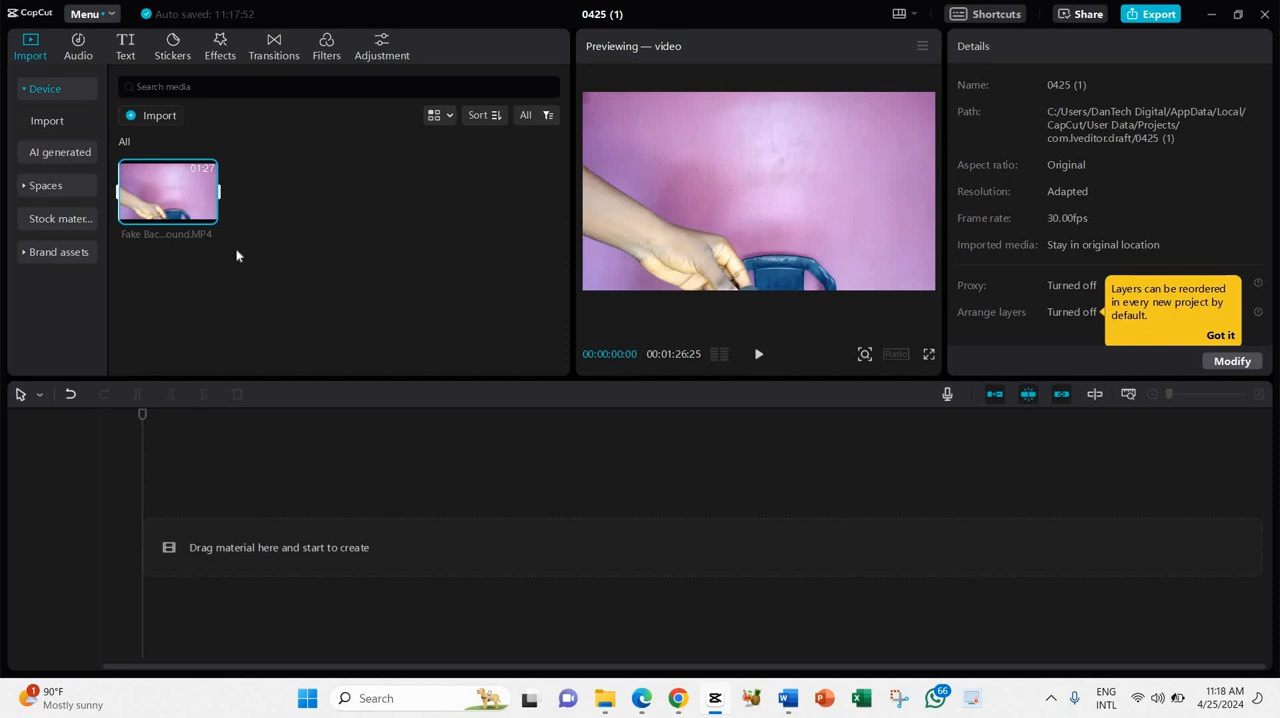 CapCut
Menu
Auto saved: 11:17:52
0425 (1)
Shortcuts
Share
Export
Import
Audio
Text
Stickers
Effects
Transitions
Filters
Adjustment
Device
Import
AI generated
Spaces
Stock mater...
Brand assets
Search media
Import
Sort
All
All
01:27
Fake Bac...ound.MP4
Previewing — video
00:00:00:00
00:01:26:25
Ratio
Details
Name: 0425 (1)
Path: C:/Users/DanTech Digital/AppData/Local/
CapCut/User Data/Projects/
com.lveditor.draft/0425 (1)
Aspect ratio: Original
Resolution: Adapted
Frame rate: 30.00fps
Imported media: Stay in original location
Proxy: Turned off
Arrange layers Turned off
Layers can be reordered
in every new project by
default.
Got it
Modify
Drag material here and start to create
1
90°F
Mostly sunny
Search
66
ENG
INTL
11:18 AM
4/25/2024